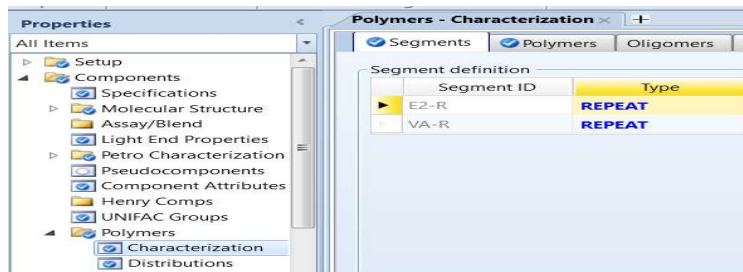 Properties
All Items
Setup
Components
Specifications
Molecular Structure
Assay/Blend
Light End Properties
Petro Characterization
Pseudocomponents
Component Attributes
Henry Comps
UNIFAC Groups
Polymers
Characterization
Distributions
Polymers - Characterization × +
Segments Polymers Oligomers
Segment definition
Segment ID Type
E2-R REPEAT
VA-R REPEAT